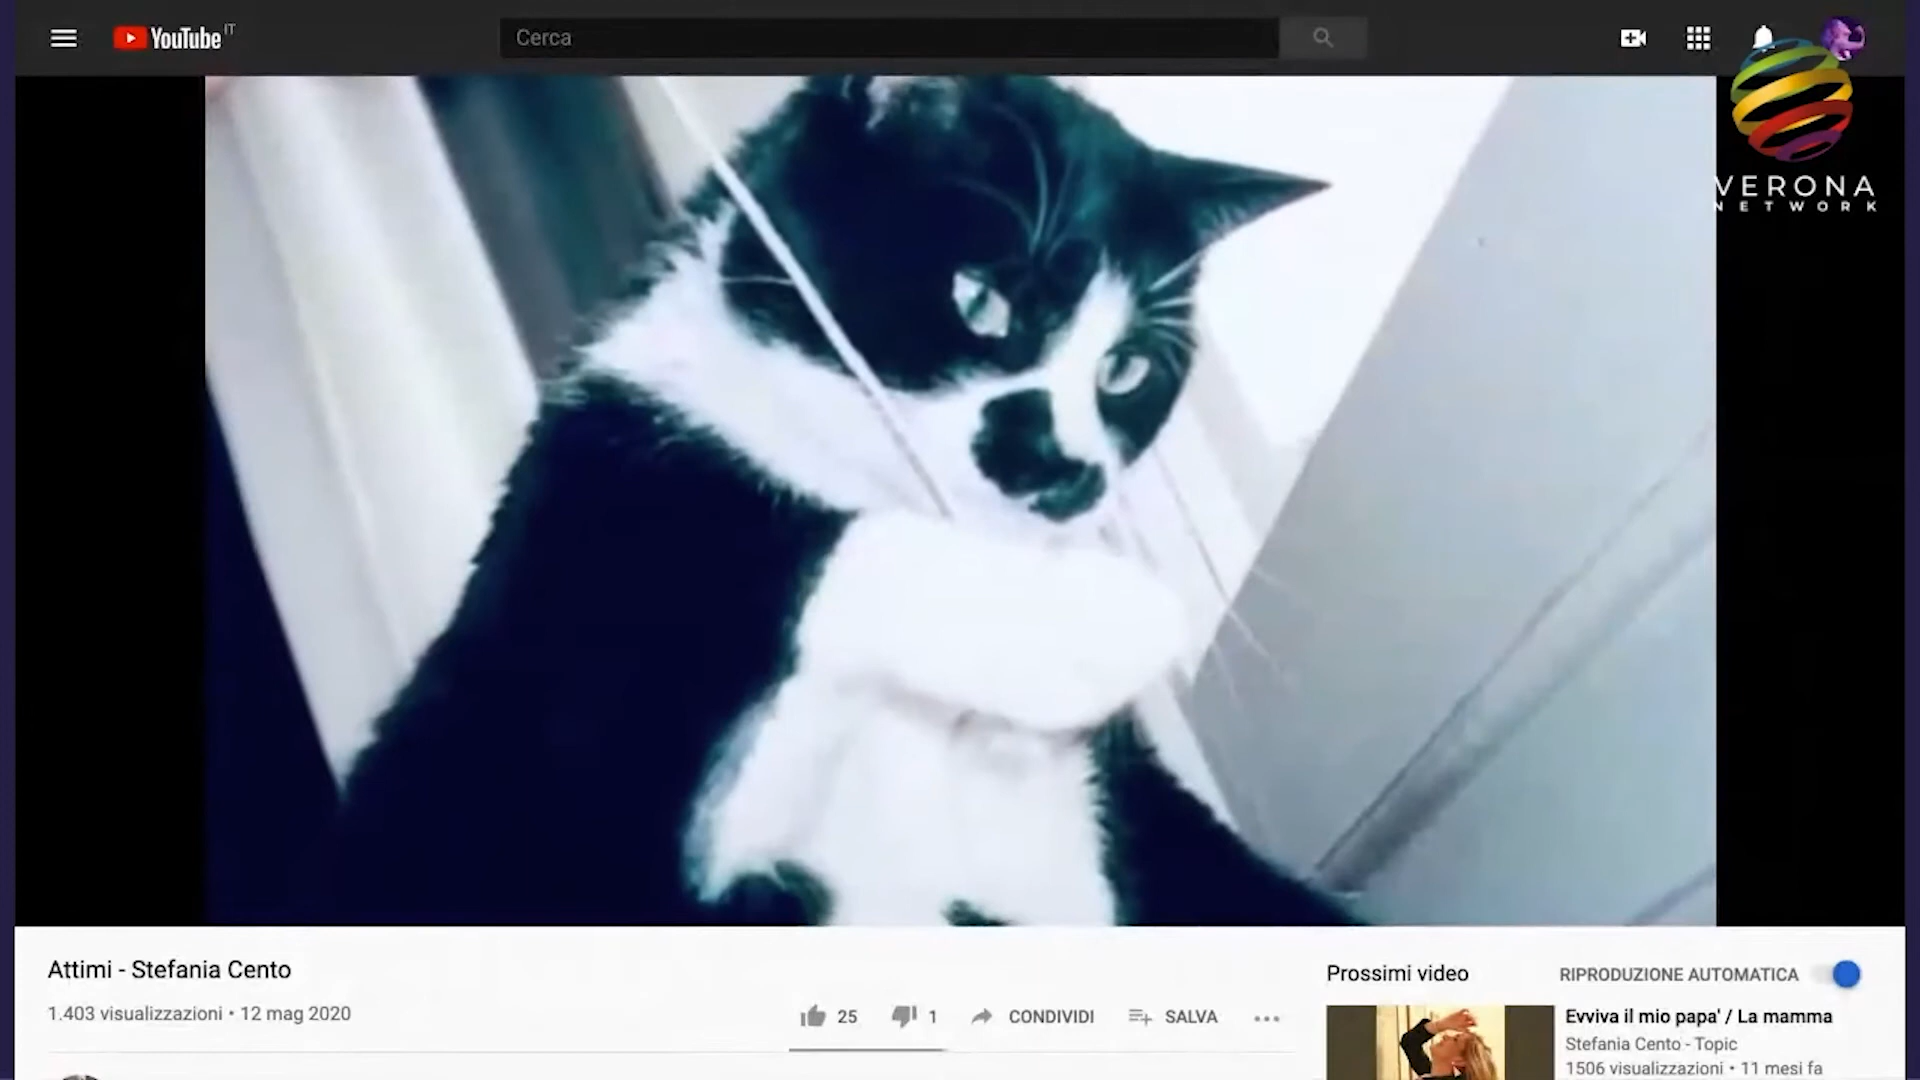 YouTube IT
Cerca
VERONA
NETWORK
Attimi - Stefania Cento
1.403 visualizzazioni • 12 mag 2020
25
1
CONDIVIDI
SALVA
Prossimi video
RIPRODUZIONE AUTOMATICA
Evviva il mio papa' / La mamma
Stefania Cento - Topic
1506 visualizzazioni • 11 mesi fa